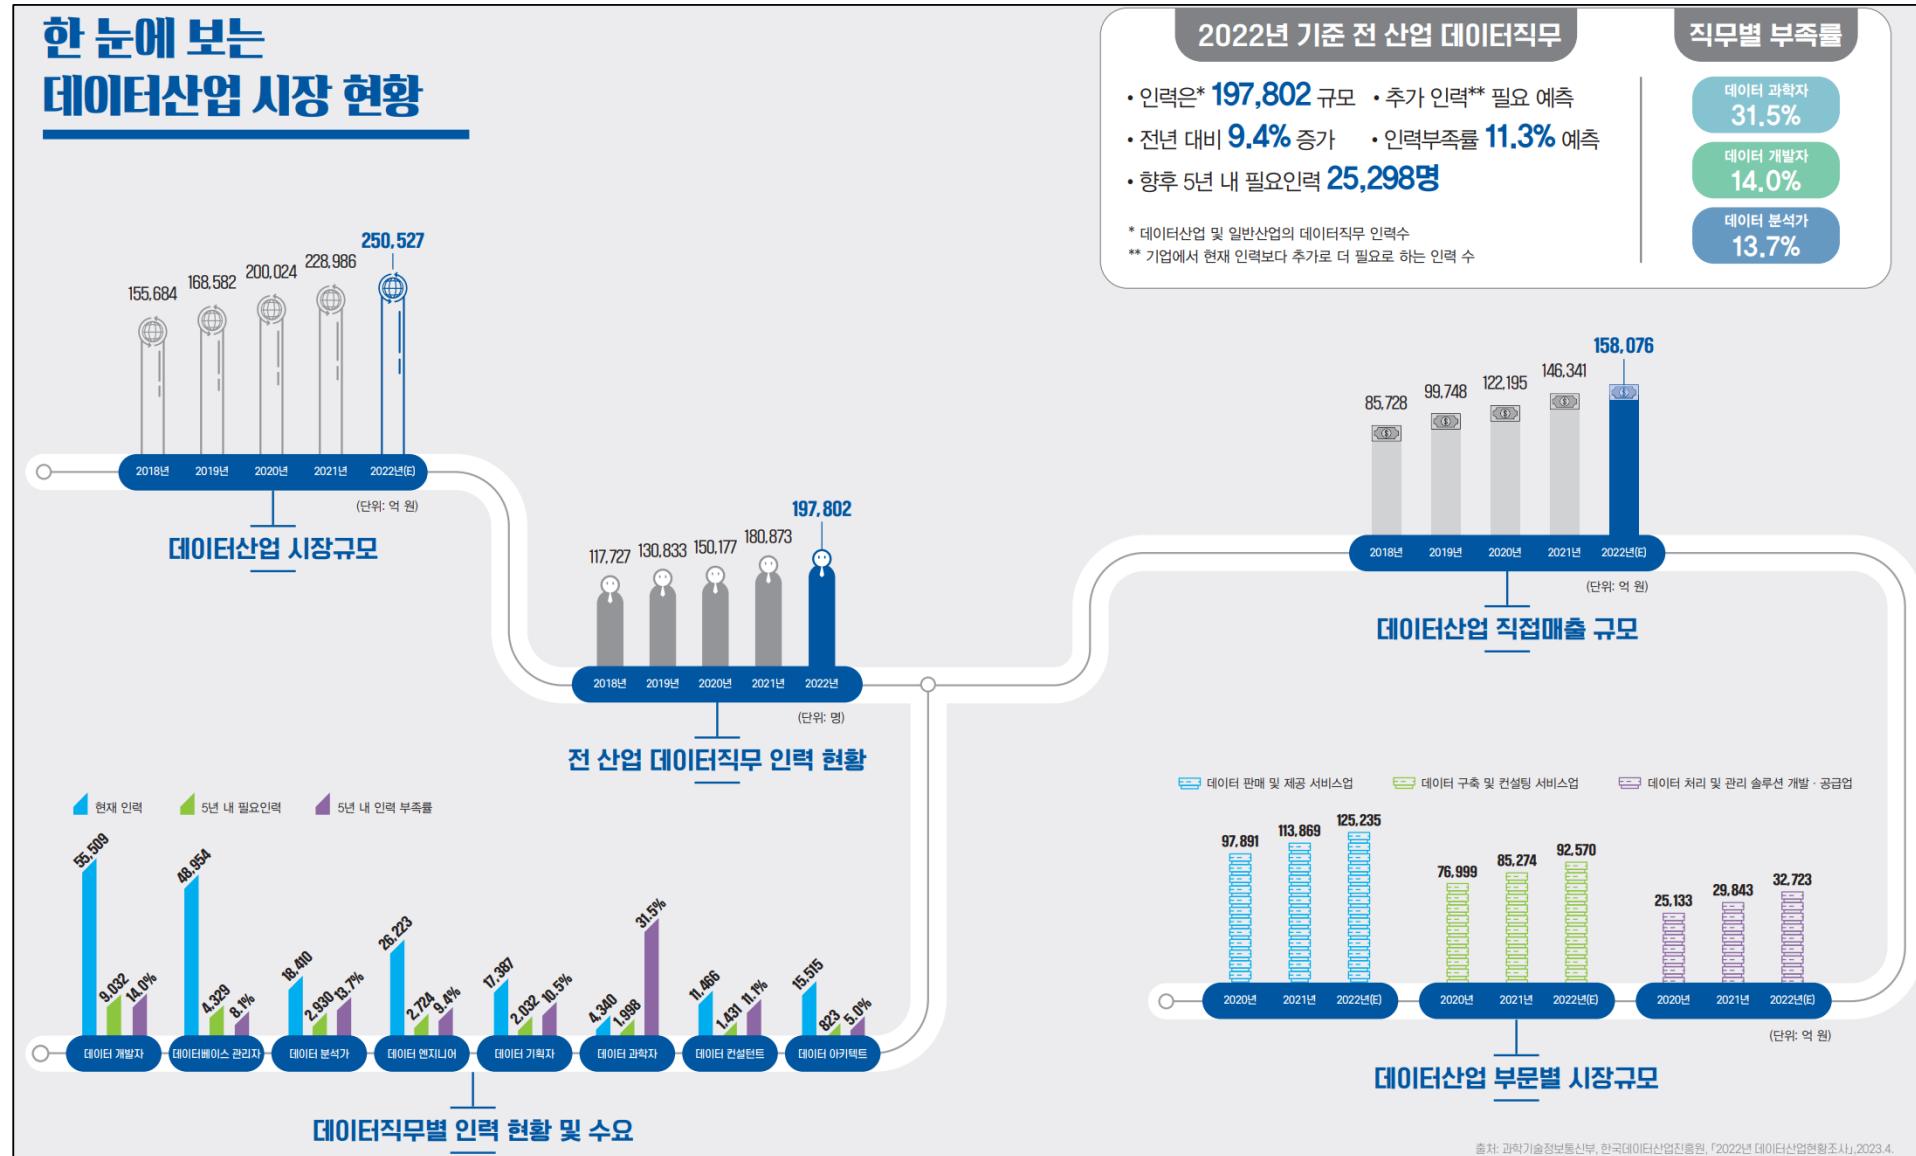 한 눈에 보는
데이터산업 시장 현황
2022년 기준 전 산업 데이터직무
• 인력은* 197,802 규모 • 추가 인력** 필요 예측
• 전년 대비 9.4% 증가 • 인력부족률 11.3% 예측
• 향후 5년 내 필요인력 25,298명
* 데이터산업 및 일반산업의 데이터직무 인력수
** 기업에서 현재 인력보다 추가로 더 필요로 하는 인력 수
직무별 부족률
데이터 과학자
31.5%
데이터 개발자
14.0%
데이터 분석가
13.7%
155,684 168,582 200,024 228,986 250,527
2018년 2019년 2020년 2021년 2022년(E)
(단위: 억 원)
데이터산업 시장규모
117,727 130,833 150,177 180,873 197,802
2018년 2019년 2020년 2021년 2022년
(단위: 명)
전 산업 데이터직무 인력 현황
85,728 99,748 122,195 146,341 158,076
2018년 2019년 2020년 2021년 2022년(E)
(단위: 억 원)
데이터산업 직접매출 규모
현재 인력 5년 내 필요인력 5년 내 인력 부족률
55,509 9,032 14.0% 48,954 4,329 8.1% 18,410 2,930 13.7% 26,223 2,724 9.4% 17,387 2,032 10.5% 4,340 1,998 31.5% 11,466 1,431 11.1% 15,515 823 5.0%
데이터 개발자 데이터베이스 관리자 데이터 분석가 데이터 엔지니어 데이터 기획자 데이터 과학자 데이터 컨설턴트 데이터 아키텍트
데이터직무별 인력 현황 및 수요
데이터 판매 및 제공 서비스업 데이터 구축 및 컨설팅 서비스업 데이터 처리 및 관리 솔루션 개발·공급업
97,891 113,869 125,235 76,999 85,274 92,570 25,133 29,843 32,723
2020년 2021년 2022년(E) 2020년 2021년 2022년(E) 2020년 2021년 2022년(E)
(단위: 억 원)
데이터산업 부문별 시장규모
출처: 과학기술정보통신부, 한국데이터산업진흥원, 「2022년 데이터산업현황조사」, 2023.4.